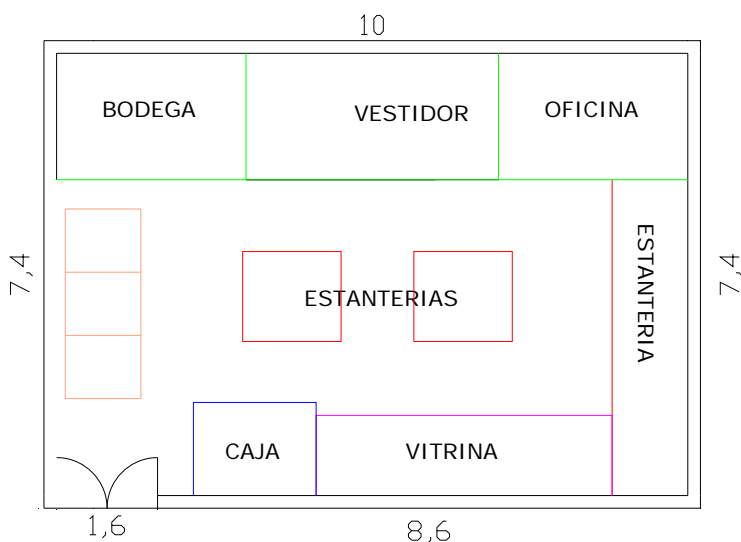 10
BODEGA
VESTIDOR
OFICINA
7,4
ESTANTERIAS
ESTANTERIA
7,4
CAJA
VITRINA
1,6
8,6